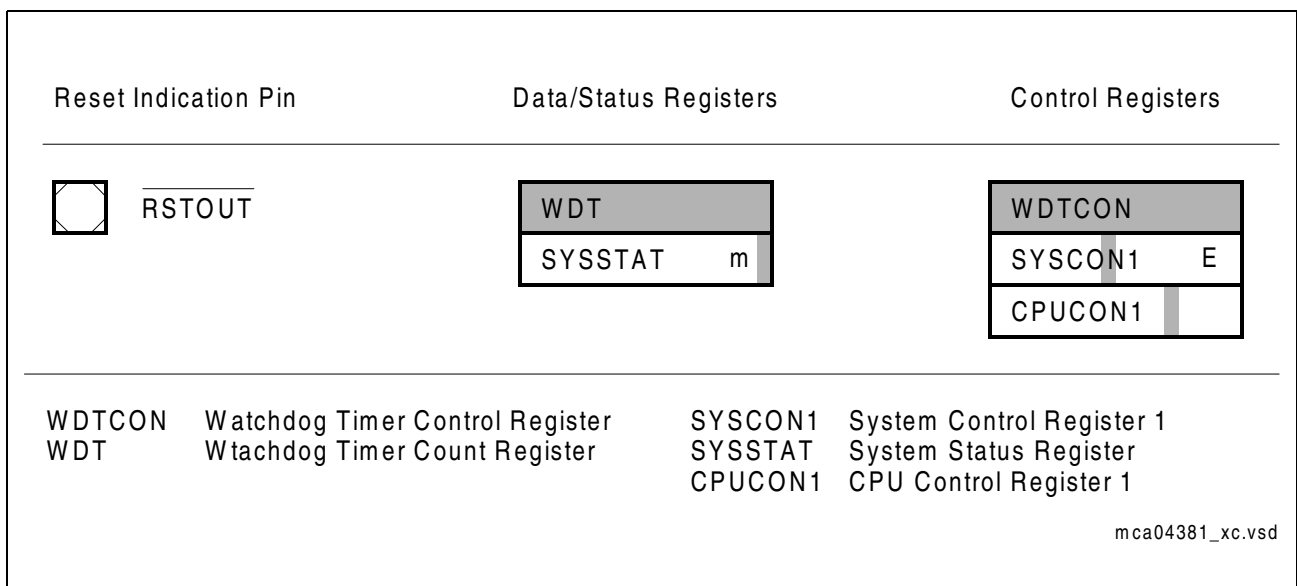 Reset Indication Pin Data/Status Registers Control Registers
RSTOUT WDT WDTCON
SYSSTAT m SYSCON1 E
CPUCON1
WDTCON Watchdog Timer Control Register SYSCON1 System Control Register 1
WDT Wtachdog Timer Count Register SYSSTAT System Status Register
CPUCON1 CPU Control Register 1
mca04381_xc.vsd